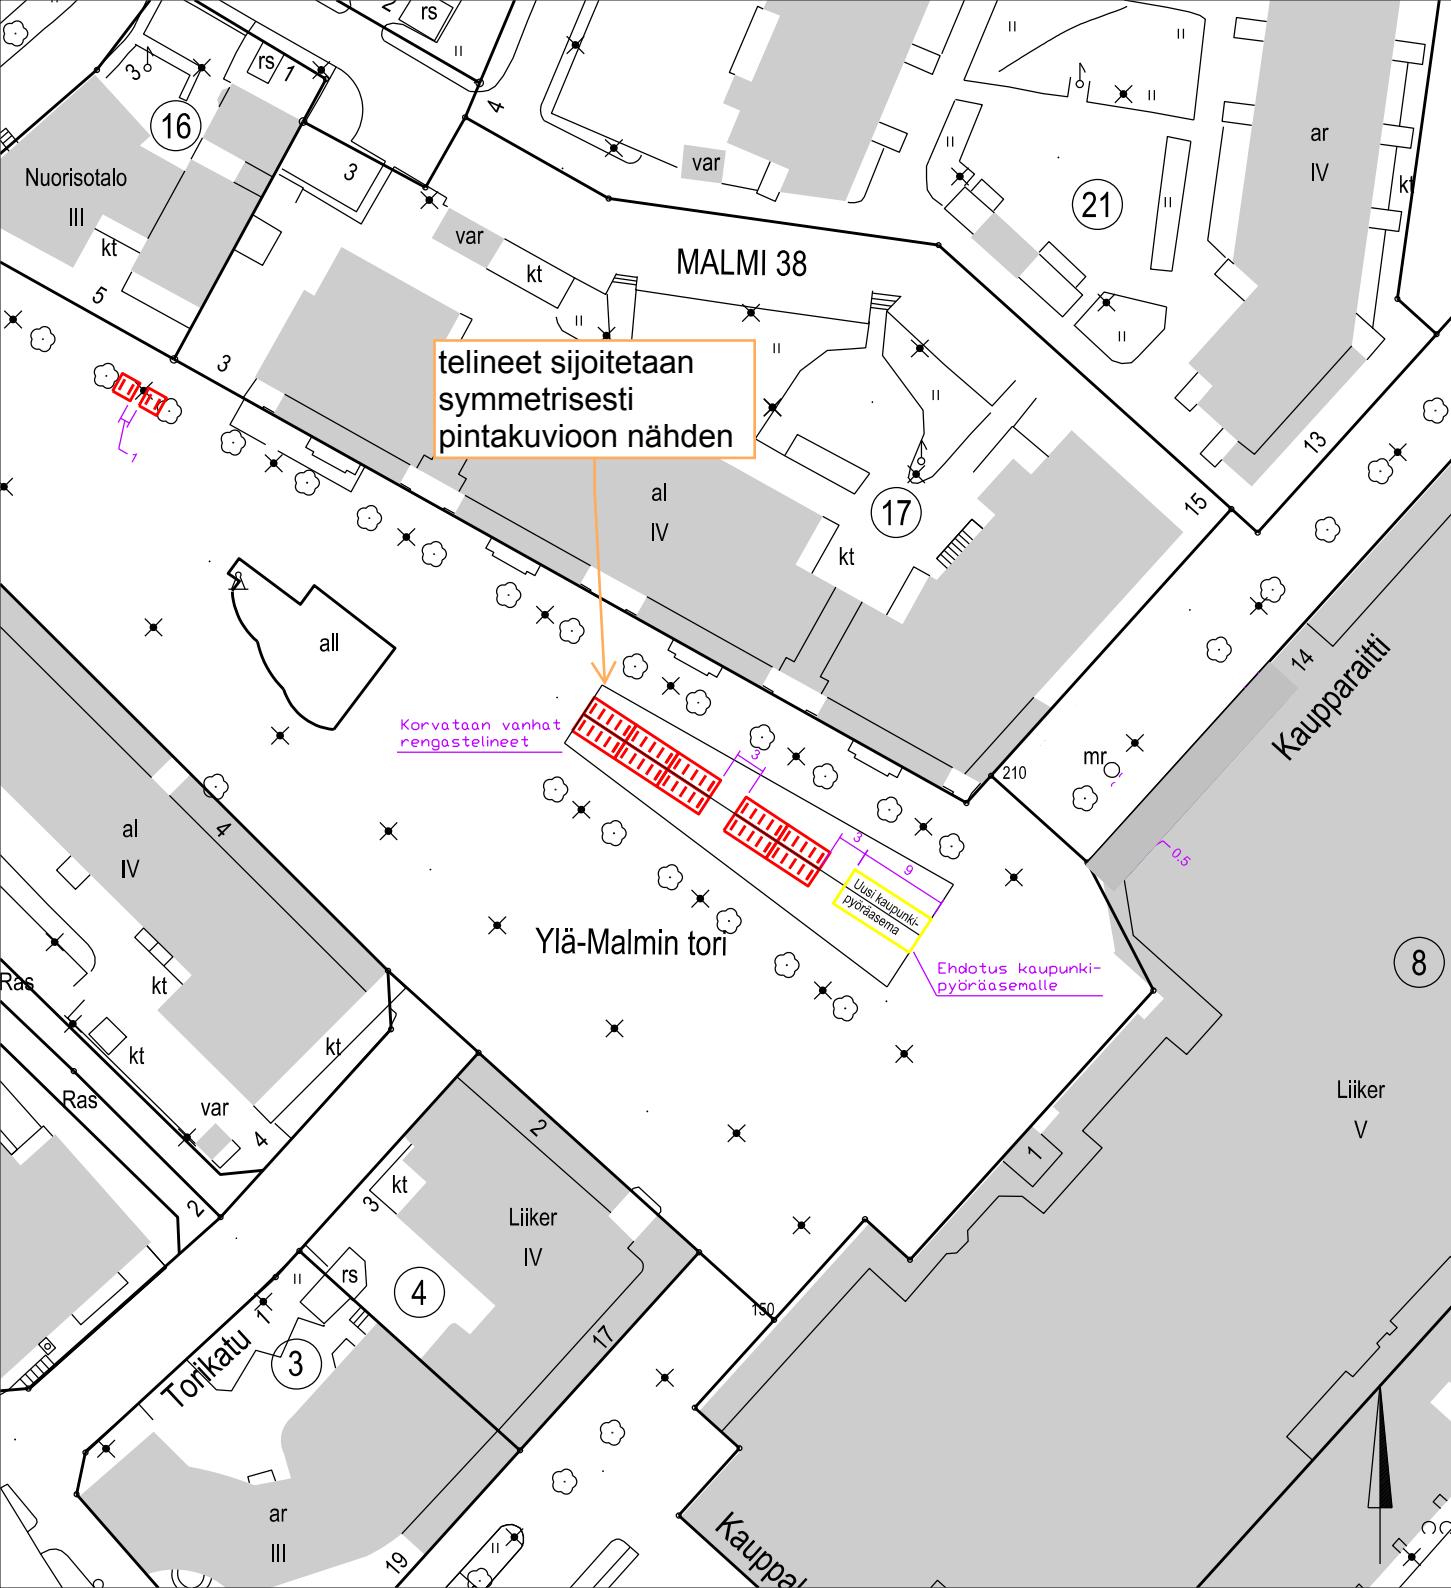 2
rs
rs
1
3
4
16
3
var
ar
IV
Nuorisotalo
III
kt
21
kt
var
kt
MALMI 38
5
3
telineet sijoitetaan
symmetrisesti
pintakuvioon nähden
1
al
IV
17
kt
15
13
all
14
Kaupparaitti
Korvataan vanhat
rengastelineet
3
210
mr
al
IV
4
3
9
0.5
Uusi kaupunki-
pyöräasema
Ylä-Malmin tori
Ehdotus kaupunki-
pyöräasemalle
8
Ras
kt
kt
kt
Ras
var
4
2
Liiker
V
1
2
kt
3
Liiker
IV
rs
4
1
150
17
3
Torikatu
ar
III
19